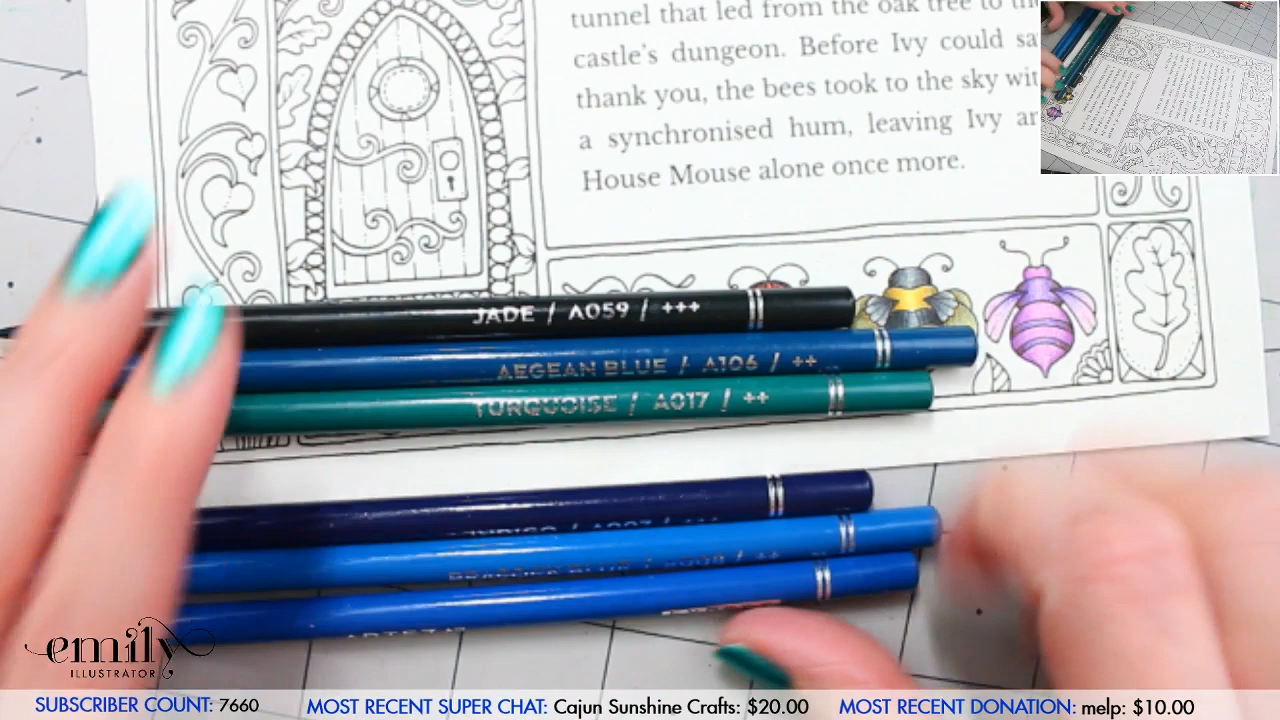 tunnel that led from the oak tree to the
castle's dungeon. Before Ivy could sa
thank you, the bees took to the sky wit
a synchronised hum, leaving Ivy ar
House Mouse alone once more.
JADE / A059 / +++
AEGEAN BLUE / A106 / ++
TURQUOISE / A017 / ++
ARTEZA
emily
ILLUSTRATOR
SUBSCRIBER COUNT: 7660
MOST RECENT SUPER CHAT: Cajun Sunshine Crafts: $20.00
MOST RECENT DONATION: melp: $10.00